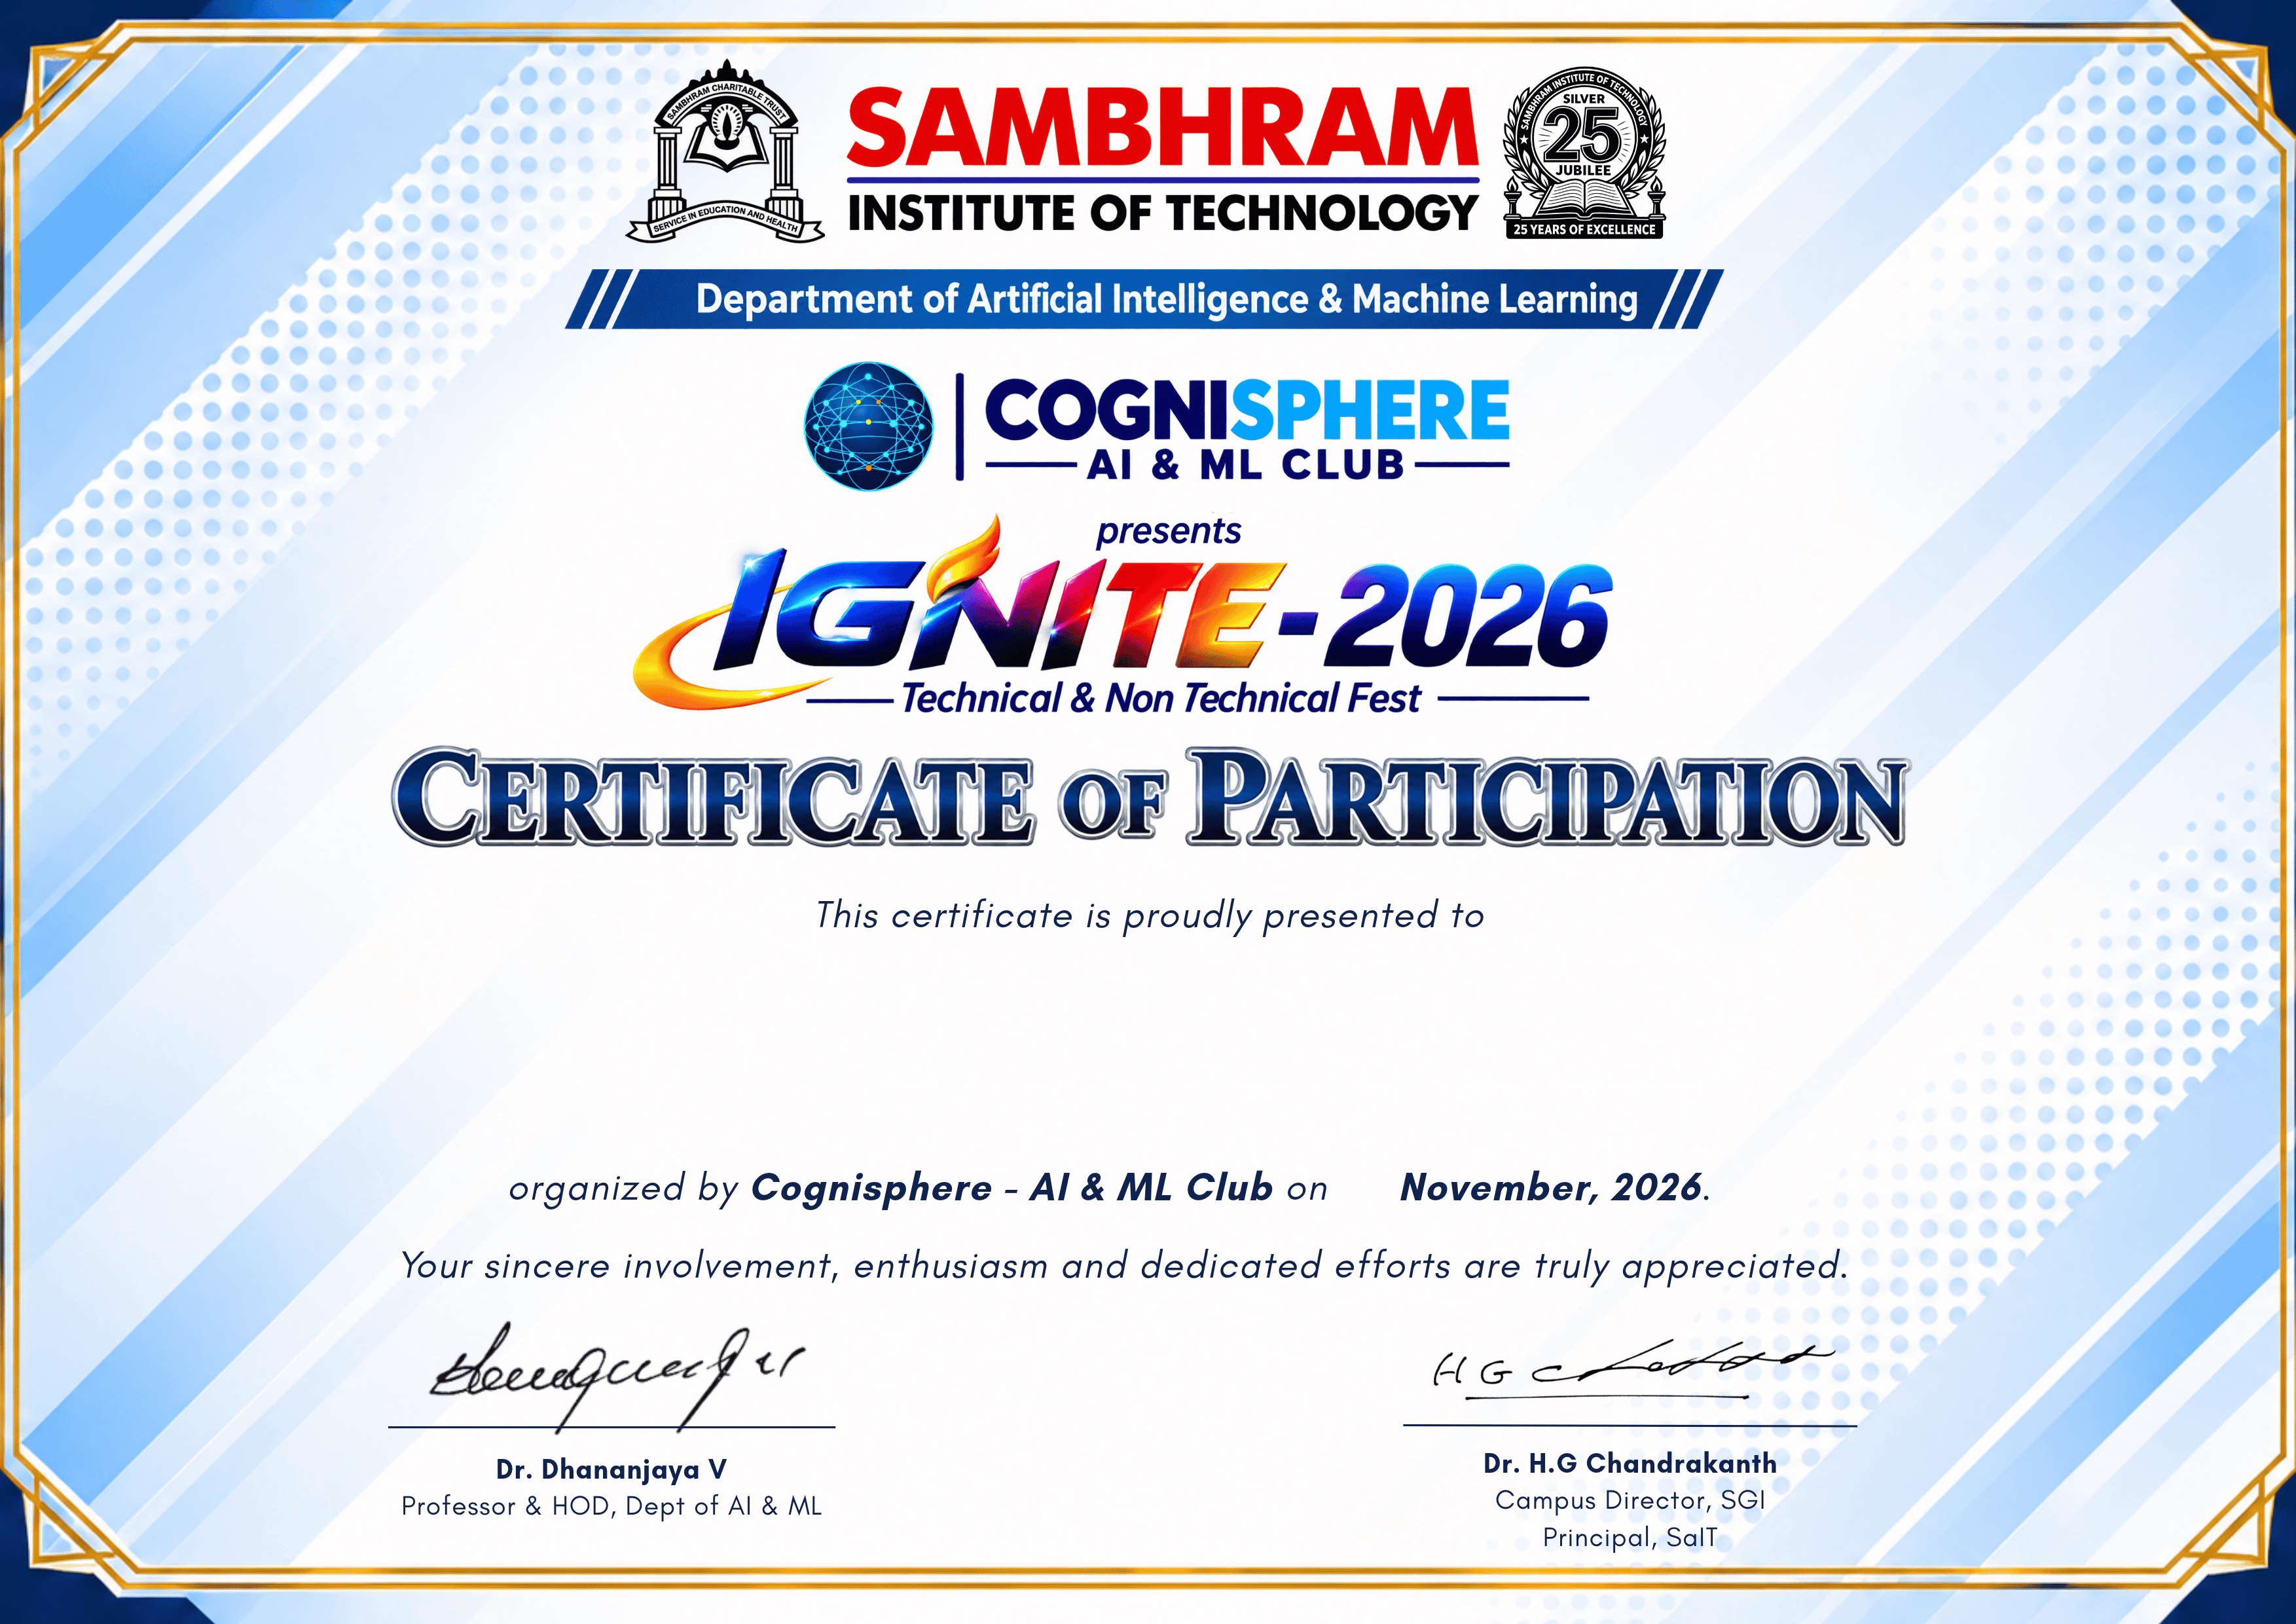 SAMBHRAM CHARITABLE TRUST
SERVICE IN EDUCATION AND HEALTH
SAMBHRAM
INSTITUTE OF TECHNOLOGY
SAMBHRAM INSTITUTE OF TECHNOLOGY
SILVER
25
JUBILEE
25 YEARS OF EXCELLENCE
Department of Artificial Intelligence & Machine Learning
COGNISPHERE
AI & ML CLUB
presents
IGNITE-2026
Technical & Non Technical Fest
CERTIFICATE OF PARTICIPATION
This certificate is proudly presented to
organized by Cognisphere - AI & ML Club on November, 2026.
Your sincere involvement, enthusiasm and dedicated efforts are truly appreciated.
H G C
Dr. Dhananjaya V
Professor & HOD, Dept of AI & ML
Dr. H.G Chandrakanth
Campus Director, SGI
Principal, SaIT